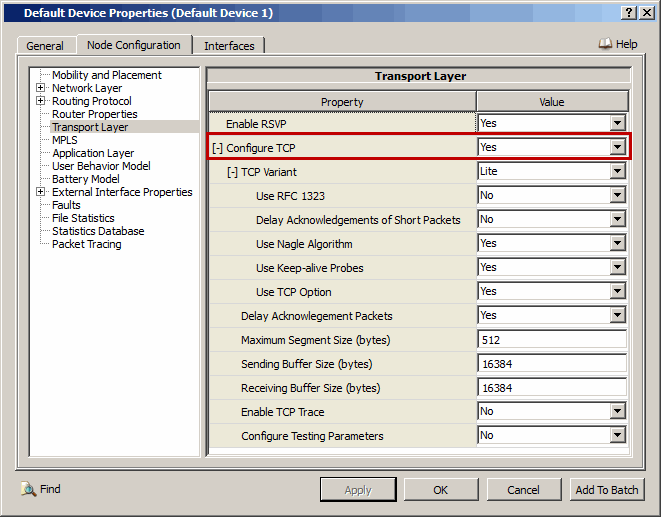 Default Device Properties (Default Device 1)
General
Node Configuration
Interfaces
Help
Mobility and Placement
Network Layer
Routing Protocol
Router Properties
Transport Layer
MPLS
Application Layer
User Behavior Model
Battery Model
External Interface Properties
Faults
File Statistics
Statistics Database
Packet Tracing
Transport Layer
Property Value
Enable RSVP Yes
[-] Configure TCP Yes
[-] TCP Variant Lite
Use RFC 1323 No
Delay Acknowledgements of Short Packets No
Use Nagle Algorithm Yes
Use Keep-alive Probes Yes
Use TCP Option Yes
Delay Acknowlegement Packets Yes
Maximum Segment Size (bytes) 512
Sending Buffer Size (bytes) 16384
Receiving Buffer Size (bytes) 16384
Enable TCP Trace No
Configure Testing Parameters No
Find
Apply
OK
Cancel
Add To Batch